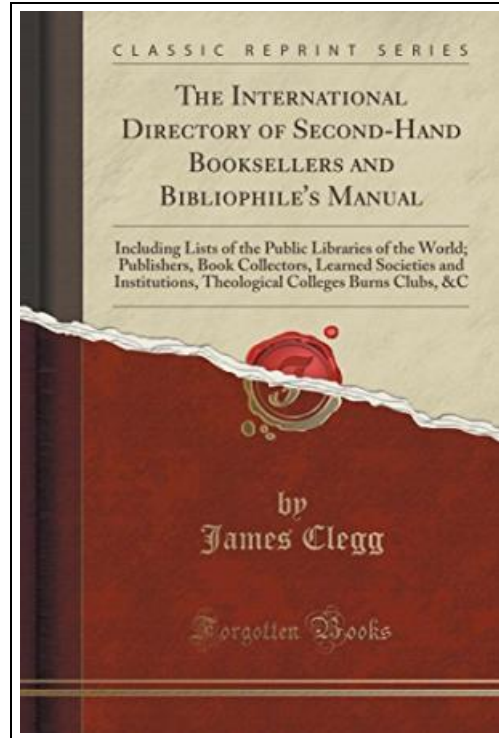 CLASSIC REPRINT SERIES
THE INTERNATIONAL
DIRECTORY OF SECOND-HAND
BOOKSELLERS AND
BIBLIOPHILE'S MANUAL
Including Lists of the Public Libraries of the World;
Publishers, Book Collectors, Learned Societies and
Institutions, Theological Colleges Burns Clubs, &C
by
James Clegg
Forgotten Books